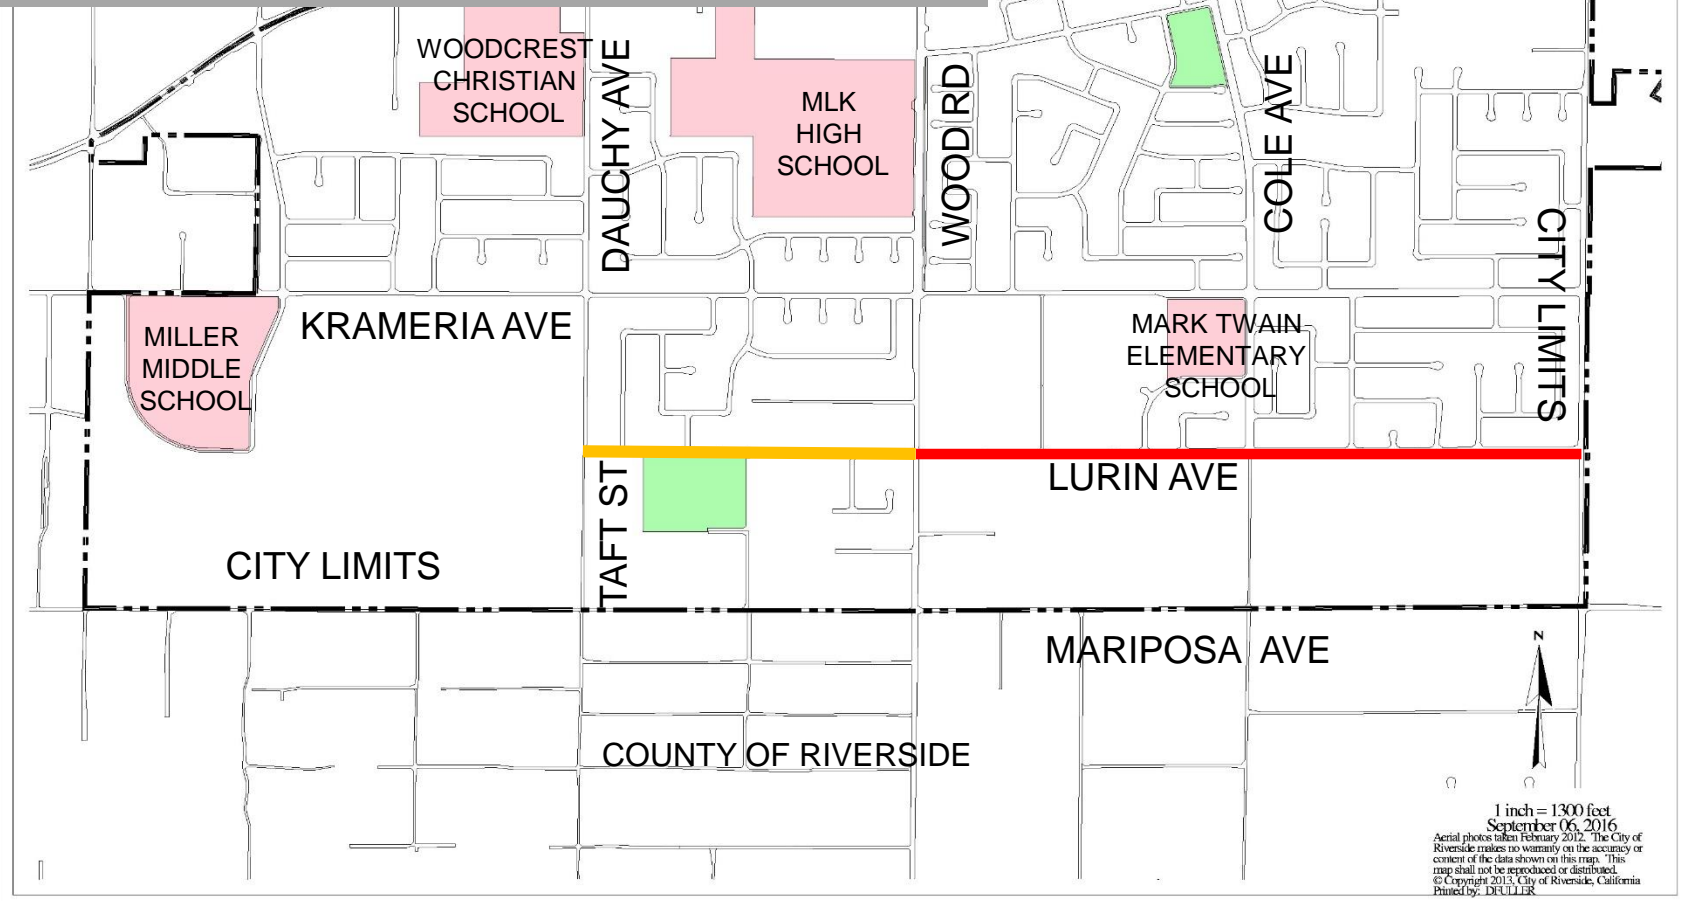 WOODCREST
CHRISTIAN
SCHOOL
DAUCHY AVE
MLK
HIGH
SCHOOL
WOOD RD
COLE AVE
CITY LIMITS
MILLER
MIDDLE
SCHOOL
KRAMERIA AVE
MARK TWAIN
ELEMENTARY
SCHOOL
LURIN AVE
TAFT ST
CITY LIMITS
MARIPOSA AVE
N
COUNTY OF RIVERSIDE
1 inch = 1300 feet
September 06, 2016
Aerial photos taken February 2012. The City of
Riverside makes no warranty on the accuracy or
content of the data shown on this map. This
map shall not be reproduced or distributed.
© Copyright 2013, City of Riverside, California
Printed by: DFULLER